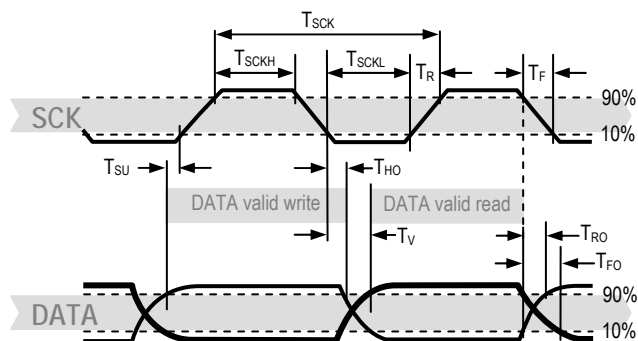 TSCK
TSCKH TSCKL TR TF
SCK 90%
10%
TSU THO
DATA valid write DATA valid read
TV TRO
TFO
DATA 90%
10%